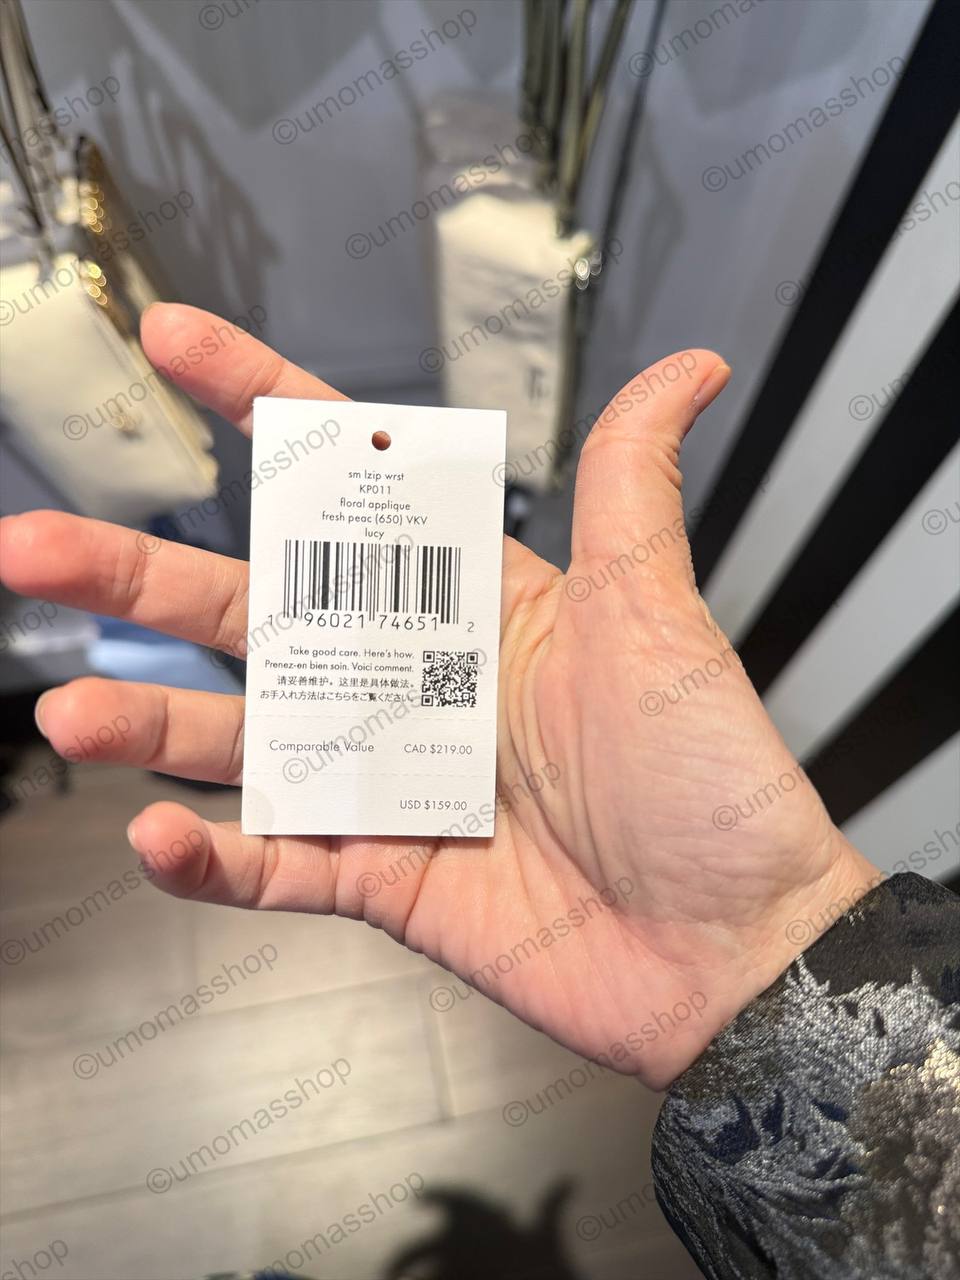 sm lzip wrst
KP011
floral applique
fresh peac (650) VKV
lucy
1 96021 74651 2
Take good care. Here's how.
Prenez-en bien soin. Voici comment.
请妥善维护。这里是具体做法。
お手入れ方法はこちらをご覧ください。
Comparable Value CAD $219.00
USD $159.00
©umomasshop